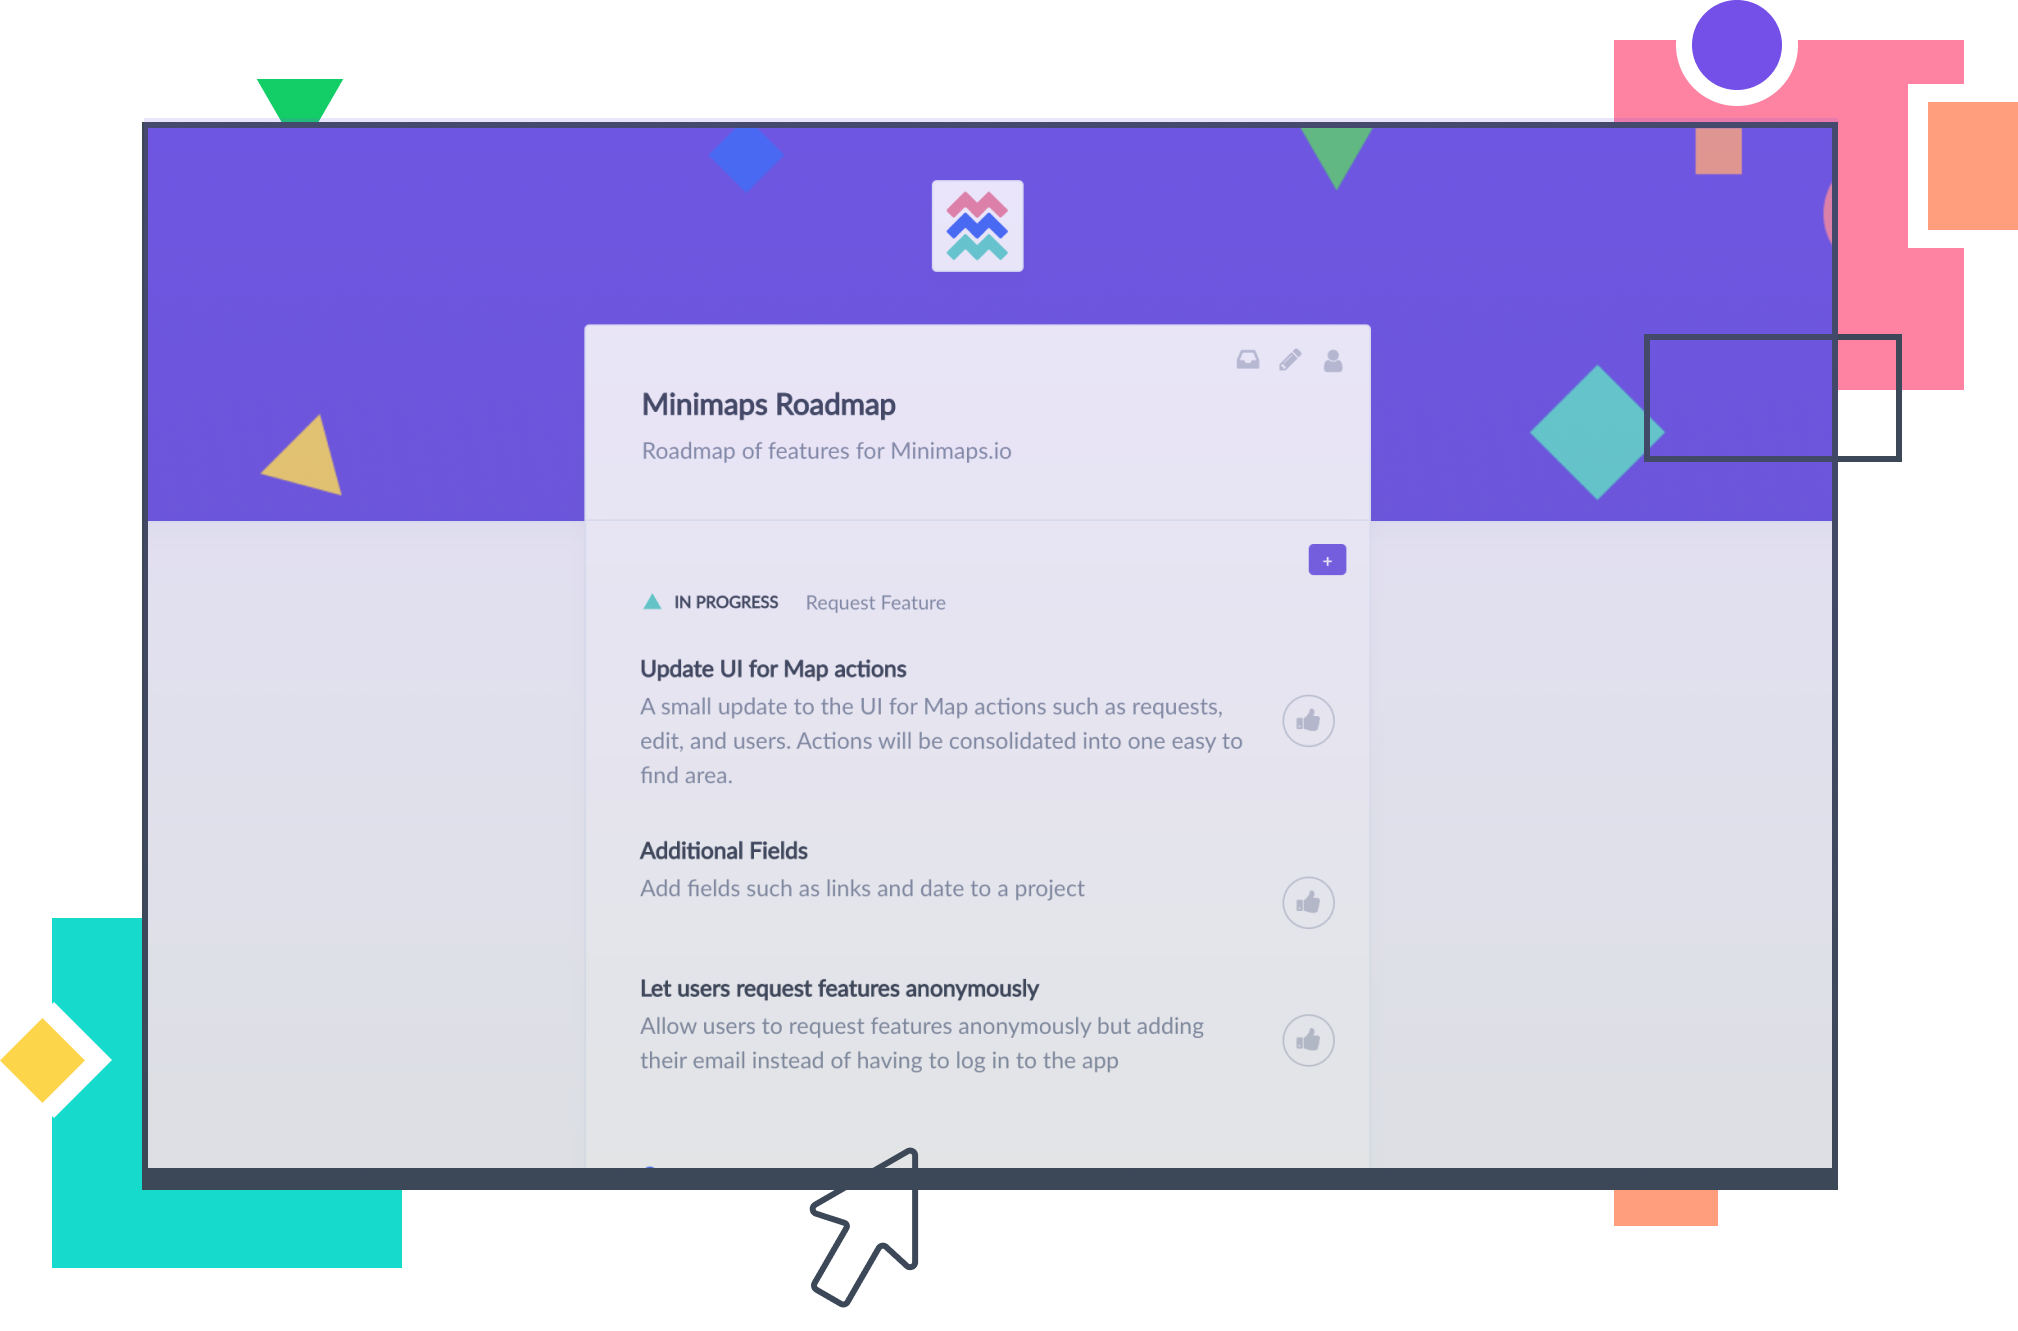 Minimaps Roadmap
Roadmap of features for Minimaps.io
+
IN PROGRESS Request Feature
Update UI for Map actions
A small update to the UI for Map actions such as requests,
edit, and users. Actions will be consolidated into one easy to
find area.
Additional Fields
Add fields such as links and date to a project
Let users request features anonymously
Allow users to request features anonymously but adding
their email instead of having to log in to the app